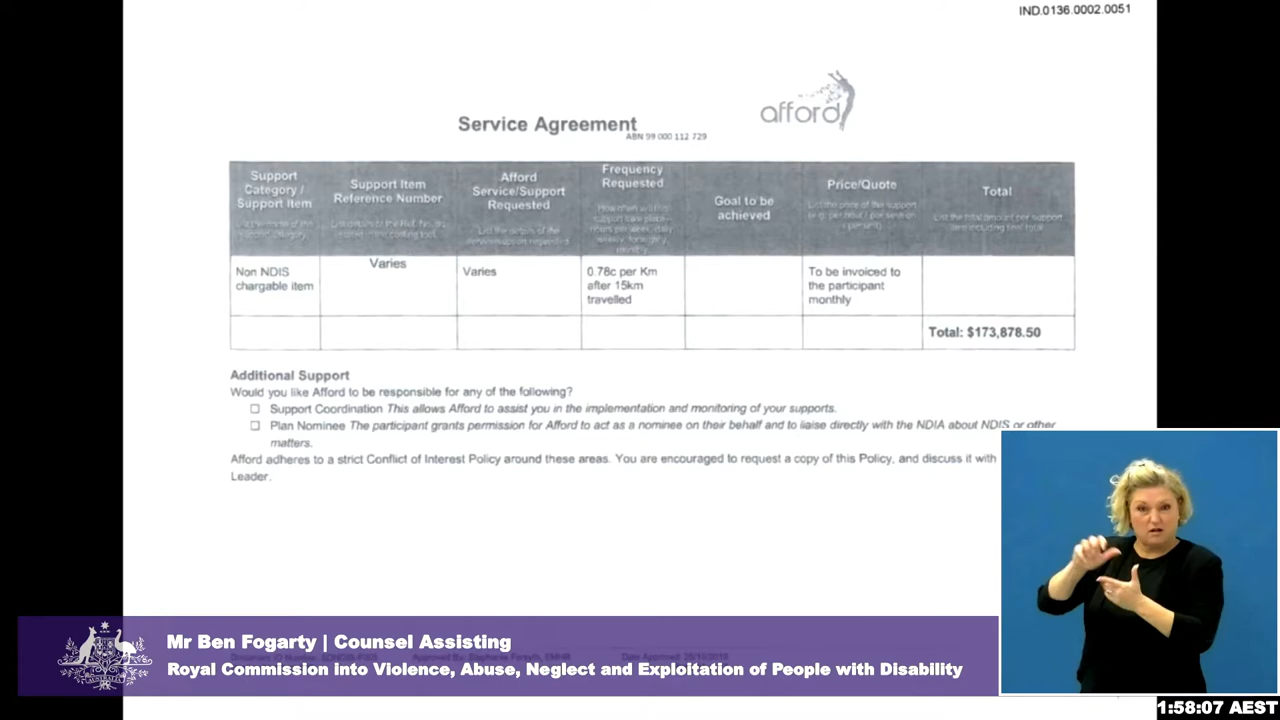 IND.0136.0002.0051
afford
Service Agreement
ABN 99 000 112 729
Support Category / Support Item
Support Item Reference Number
Afford Service/Support Requested
Frequency Requested
Goal to be achieved
Price/Quote
Total
Non NDIS chargable item
Varies
Varies
0.78c per Km after 15km travelled
To be invoiced to the participant monthly
Total: $173,878.50
Additional Support
Would you like Afford to be responsible for any of the following?
☐ Support Coordination This allows Afford to assist you in the implementation and monitoring of your supports.
☐ Plan Nominee The participant grants permission for Afford to act as a nominee on their behalf and to liaise directly with the NDIA about NDIS or other
matters.
Afford adheres to a strict Conflict of Interest Policy around these areas. You are encouraged to request a copy of this Policy, and discuss it with
Leader.
Mr Ben Fogarty | Counsel Assisting
Royal Commission into Violence, Abuse, Neglect and Exploitation of People with Disability
1:58:07 AEST